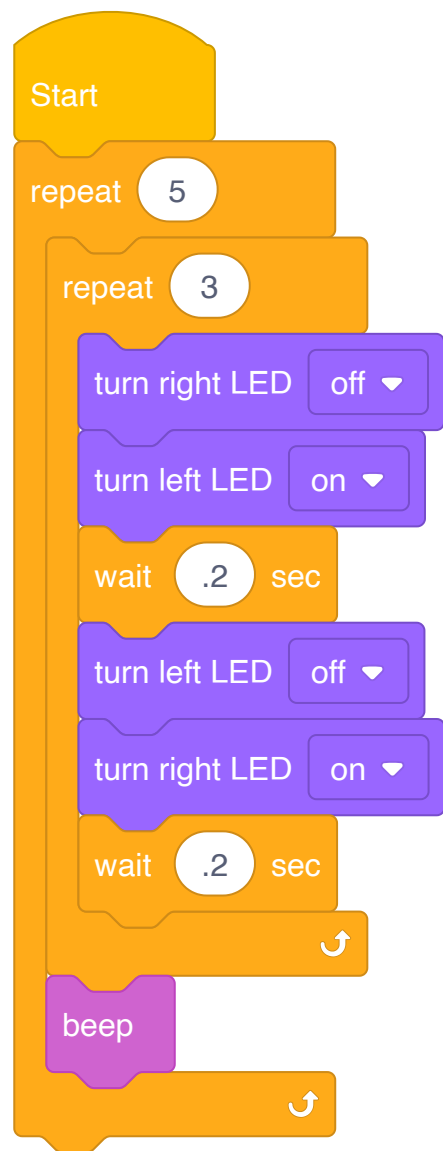 Start
repeat 5
repeat 3
turn right LED off
turn left LED on
wait .2 sec
turn left LED off
turn right LED on
wait .2 sec
beep